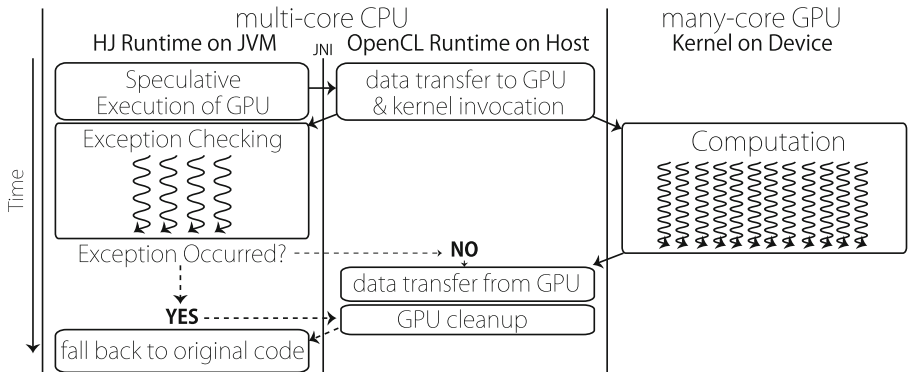 multi-core CPU
many-core GPU
HJ Runtime on JVM
JNI
OpenCL Runtime on Host
Kernel on Device
Time
Speculative
Execution of GPU
data transfer to GPU
& kernel invocation
Exception Checking
Computation
Exception Occurred?
NO
data transfer from GPU
YES
GPU cleanup
fall back to original code